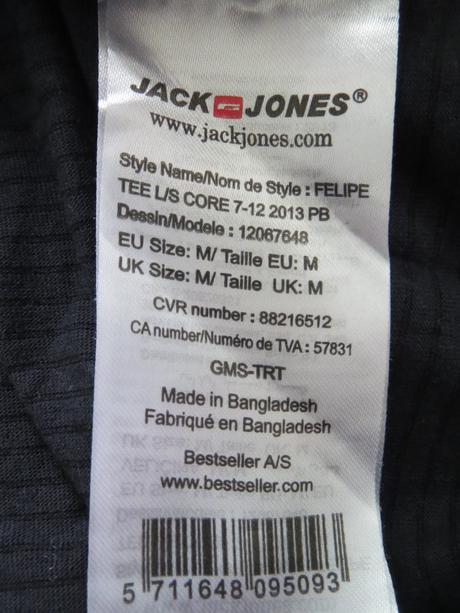 JACK JONES®
www.jackjones.com
Style Name/Nom de Style : FELIPE
TEE L/S CORE 7-12 2013 PB
Dessin/Modele : 12067648
EU Size: M/ Taille EU: M
UK Size: M/ Taille UK: M
CVR number : 88216512
CA number/Numéro de TVA : 57831
GMS-TRT
Made in Bangladesh
Fabriqué en Bangladesh
Bestseller A/S
www.bestseller.com
5 711648 095093